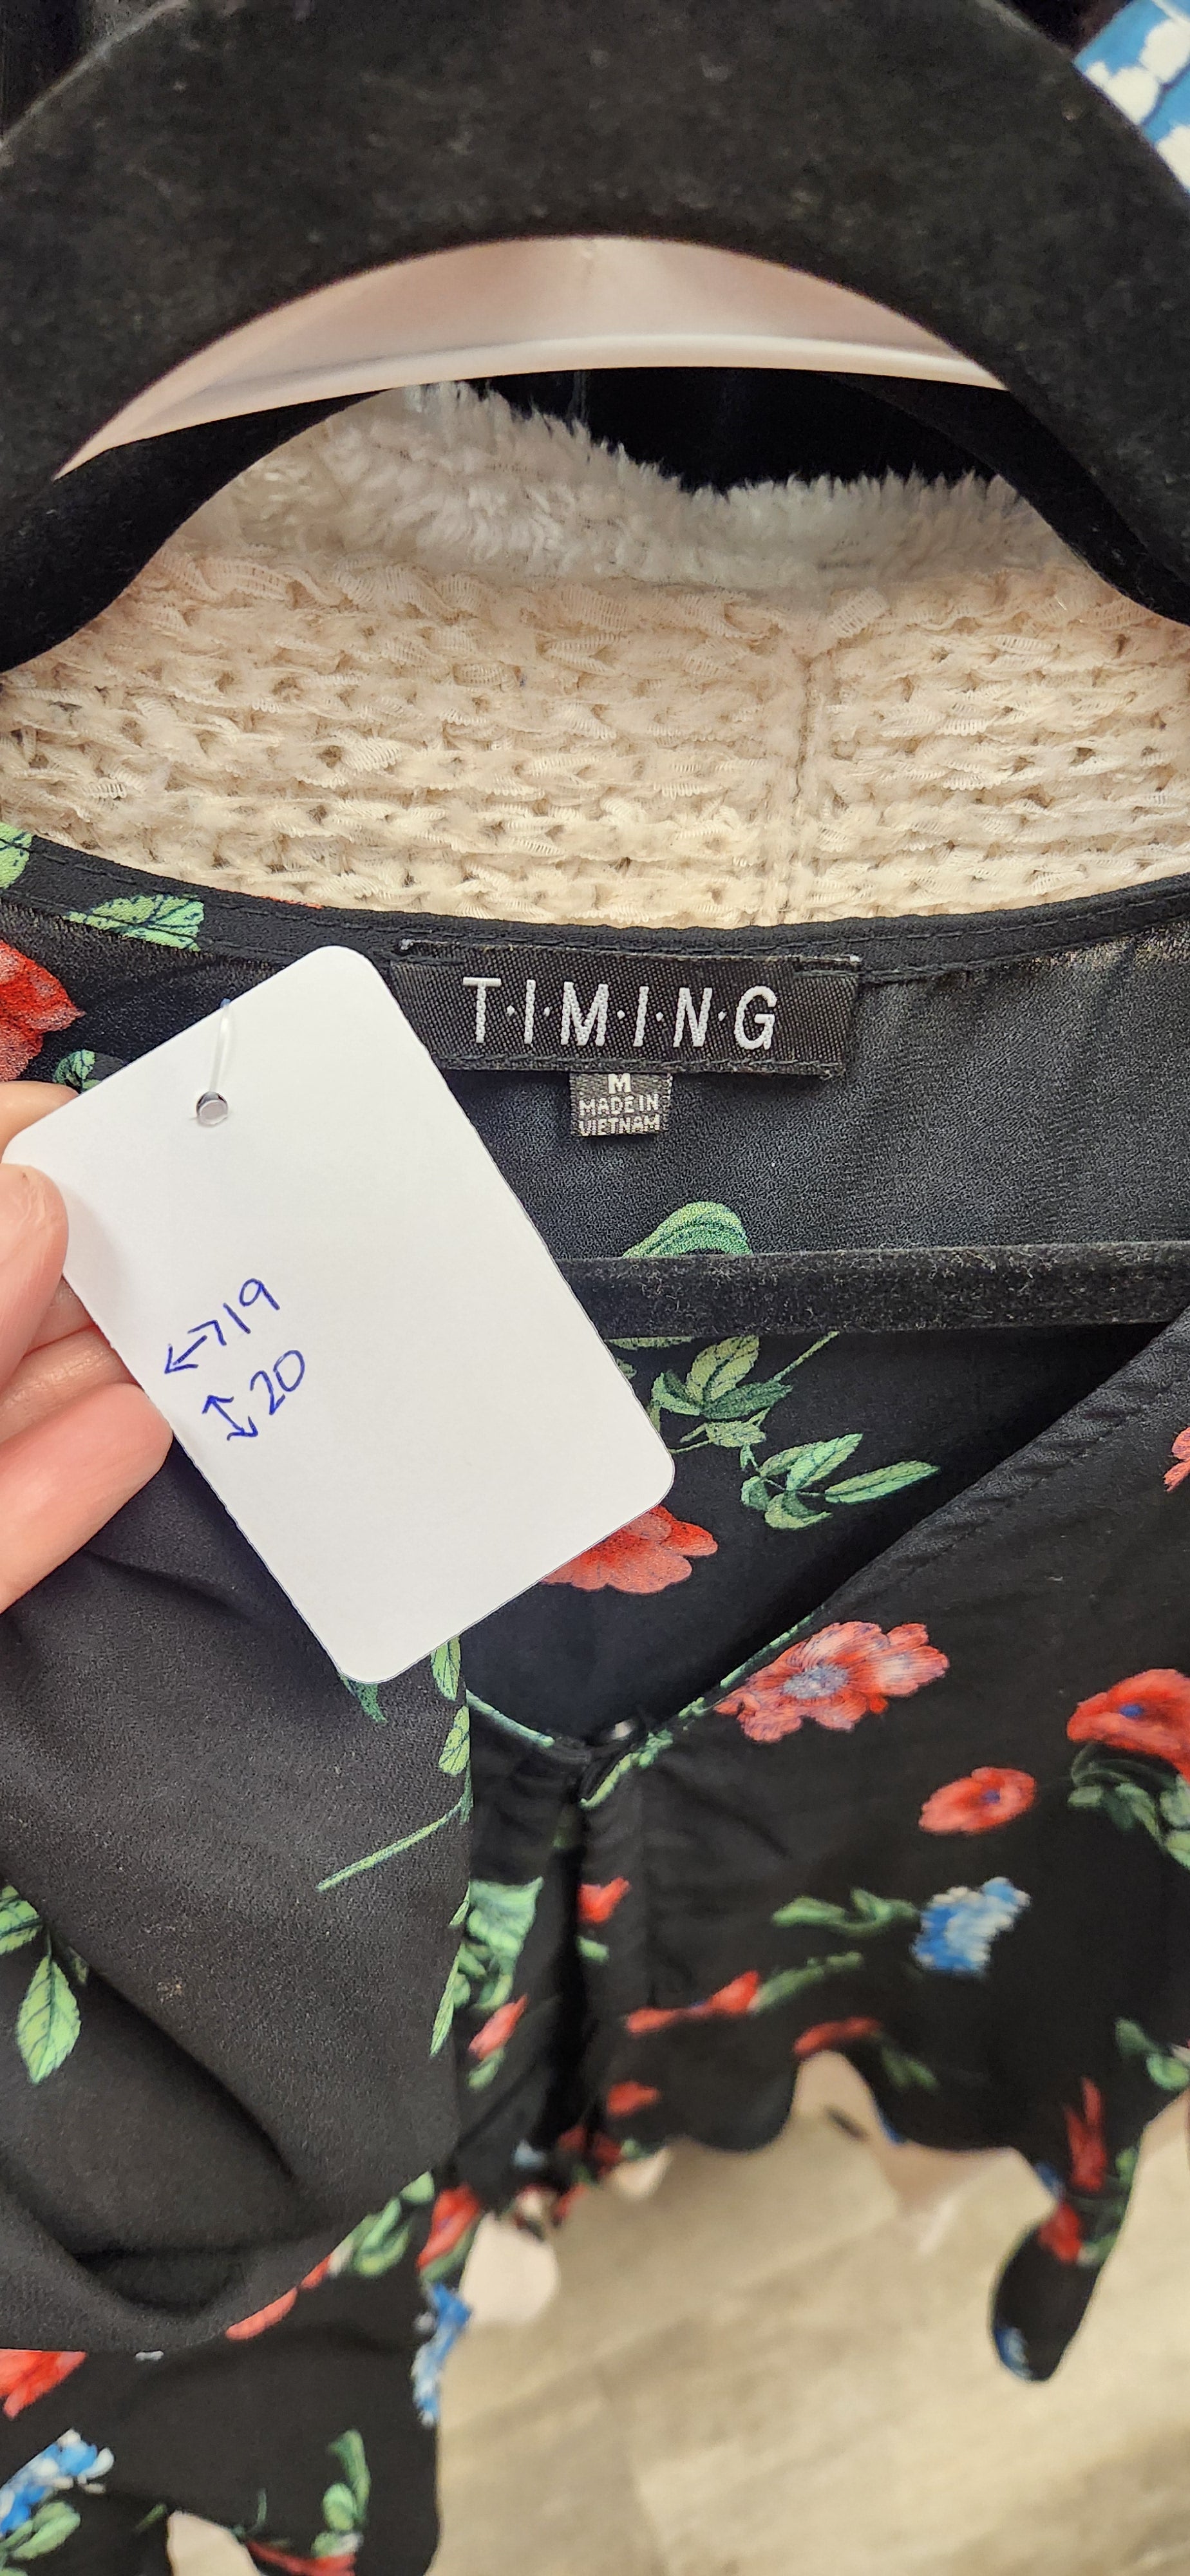 T·I·M·I·N·G
M
MADE IN
VIETNAM
↔19
↕20